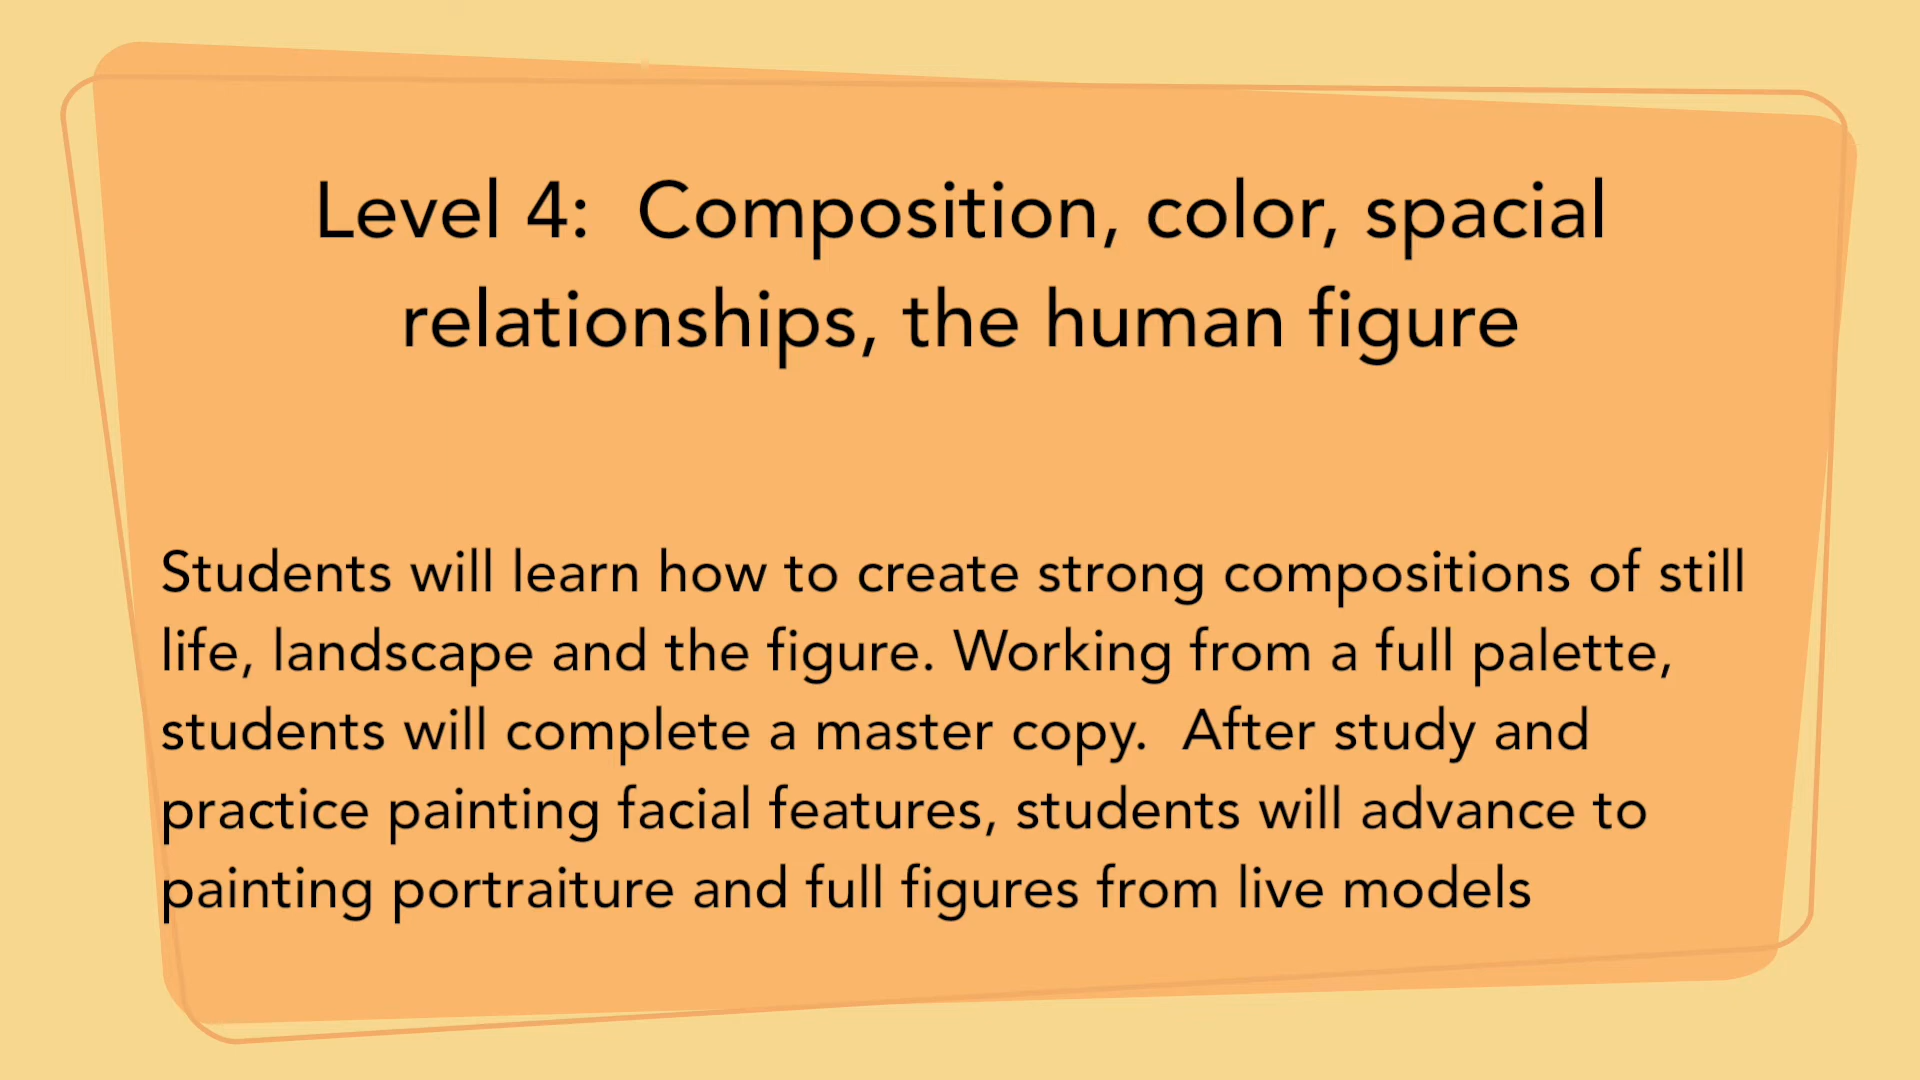 Level 4:  Composition, color, spacial
relationships, the human figure
Students will learn how to create strong compositions of still
life, landscape and the figure. Working from a full palette,
students will complete a master copy.  After study and
practice painting facial features, students will advance to
painting portraiture and full figures from live models